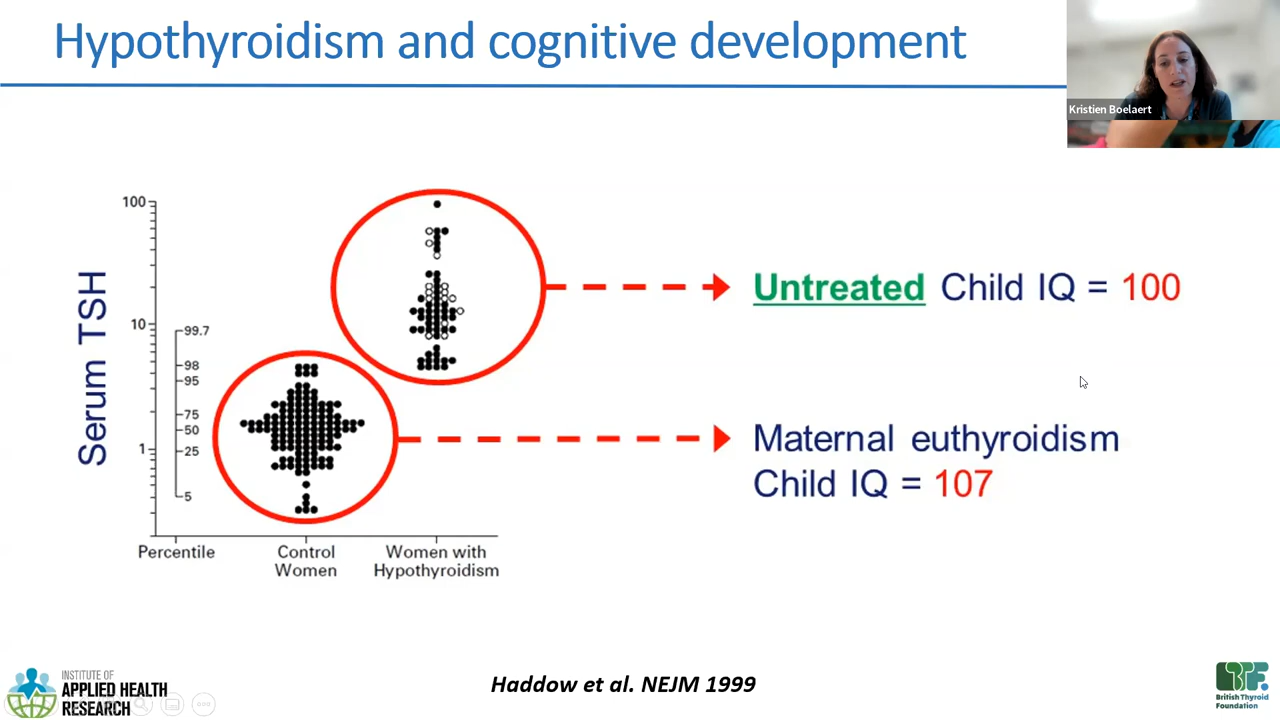 Hypothyroidism and cognitive development
Kristien Boelaert
Serum TSH
100
10
1
99.7
98
95
75
50
25
5
Percentile
Control
Women
Women with
Hypothyroidism
Untreated Child IQ = 100
Maternal euthyroidism
Child IQ = 107
INSTITUTE OF
APPLIED HEALTH
RESEARCH
Haddow et al. NEJM 1999
BTF
British Thyroid
Foundation